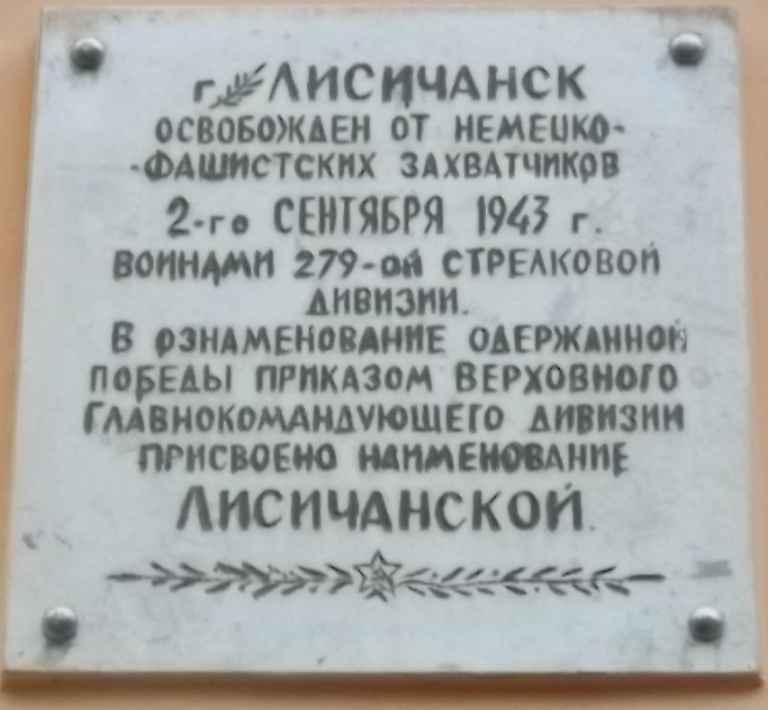 г. ЛИСИЧАНСК
ОСВОБОЖДЕН ОТ НЕМЕЦКО-
-ФАШИСТСКИХ ЗАХВАТЧИКОВ
2-го СЕНТЯБРЯ 1943 г.
ВОИНАМИ 279-ой СТРЕЛКОВОЙ
ДИВИЗИИ.
В ОЗНАМЕНОВАНИЕ ОДЕРЖАННОЙ
ПОБЕДЫ ПРИКАЗОМ ВЕРХОВНОГО
ГЛАВНОКОМАНДУЮЩЕГО ДИВИЗИИ
ПРИСВОЕНО НАИМЕНОВАНИЕ
ЛИСИЧАНСКОЙ.